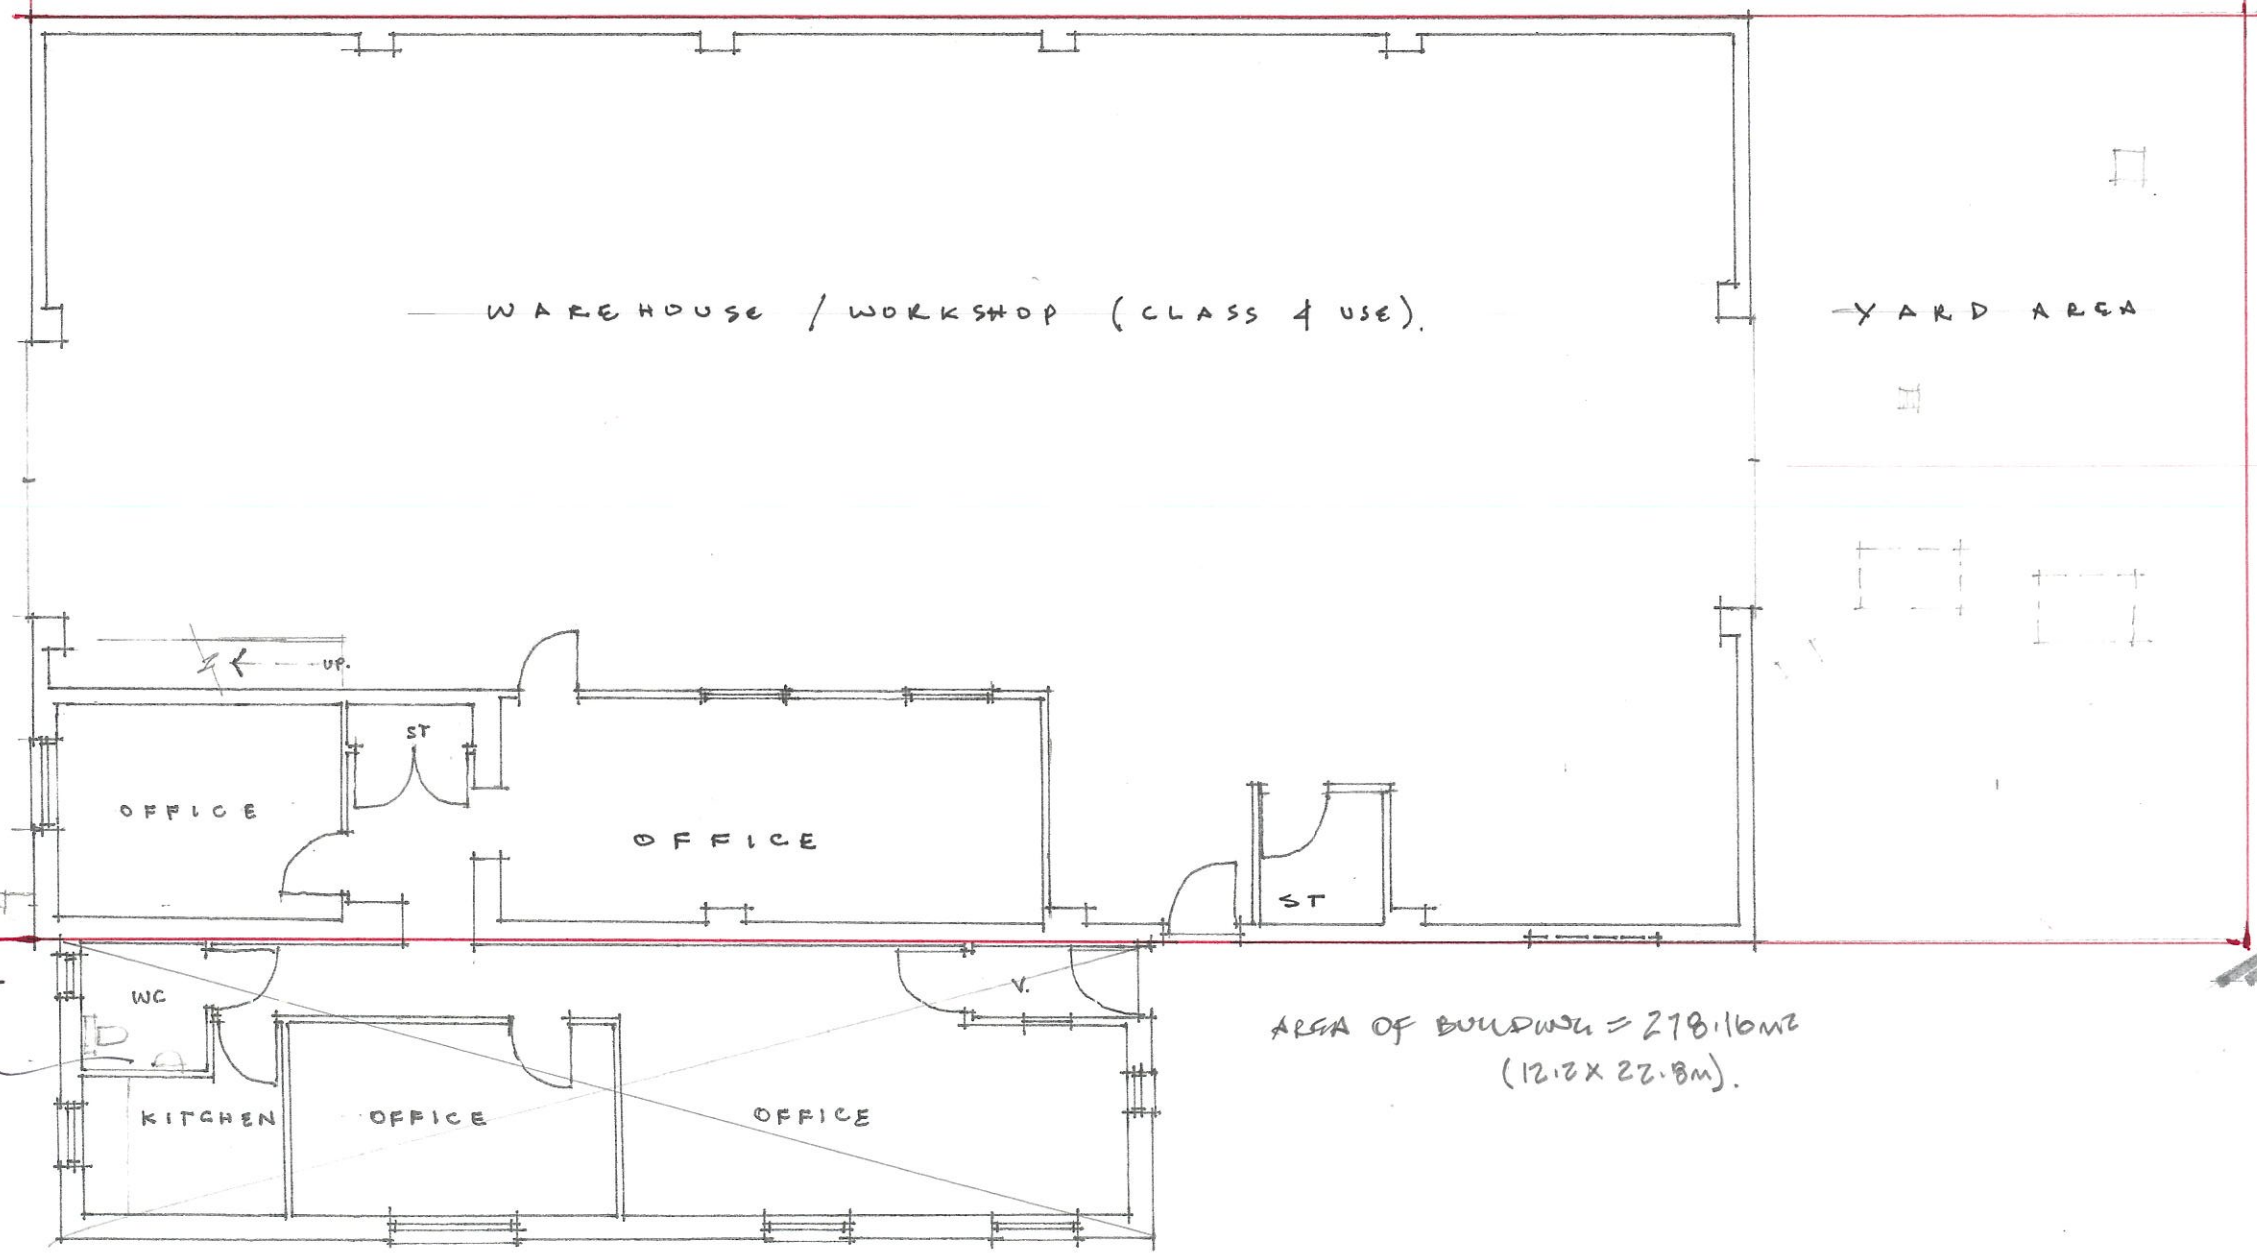 WAREHOUSE / WORKSHOP (CLASS 4 USE).
YARD AREA
UP.
ST
OFFICE
OFFICE
ST
WC
V.
AREA OF BUILDING = 278.16m2
(12.2 X 22.8m).
KITCHEN
OFFICE
OFFICE